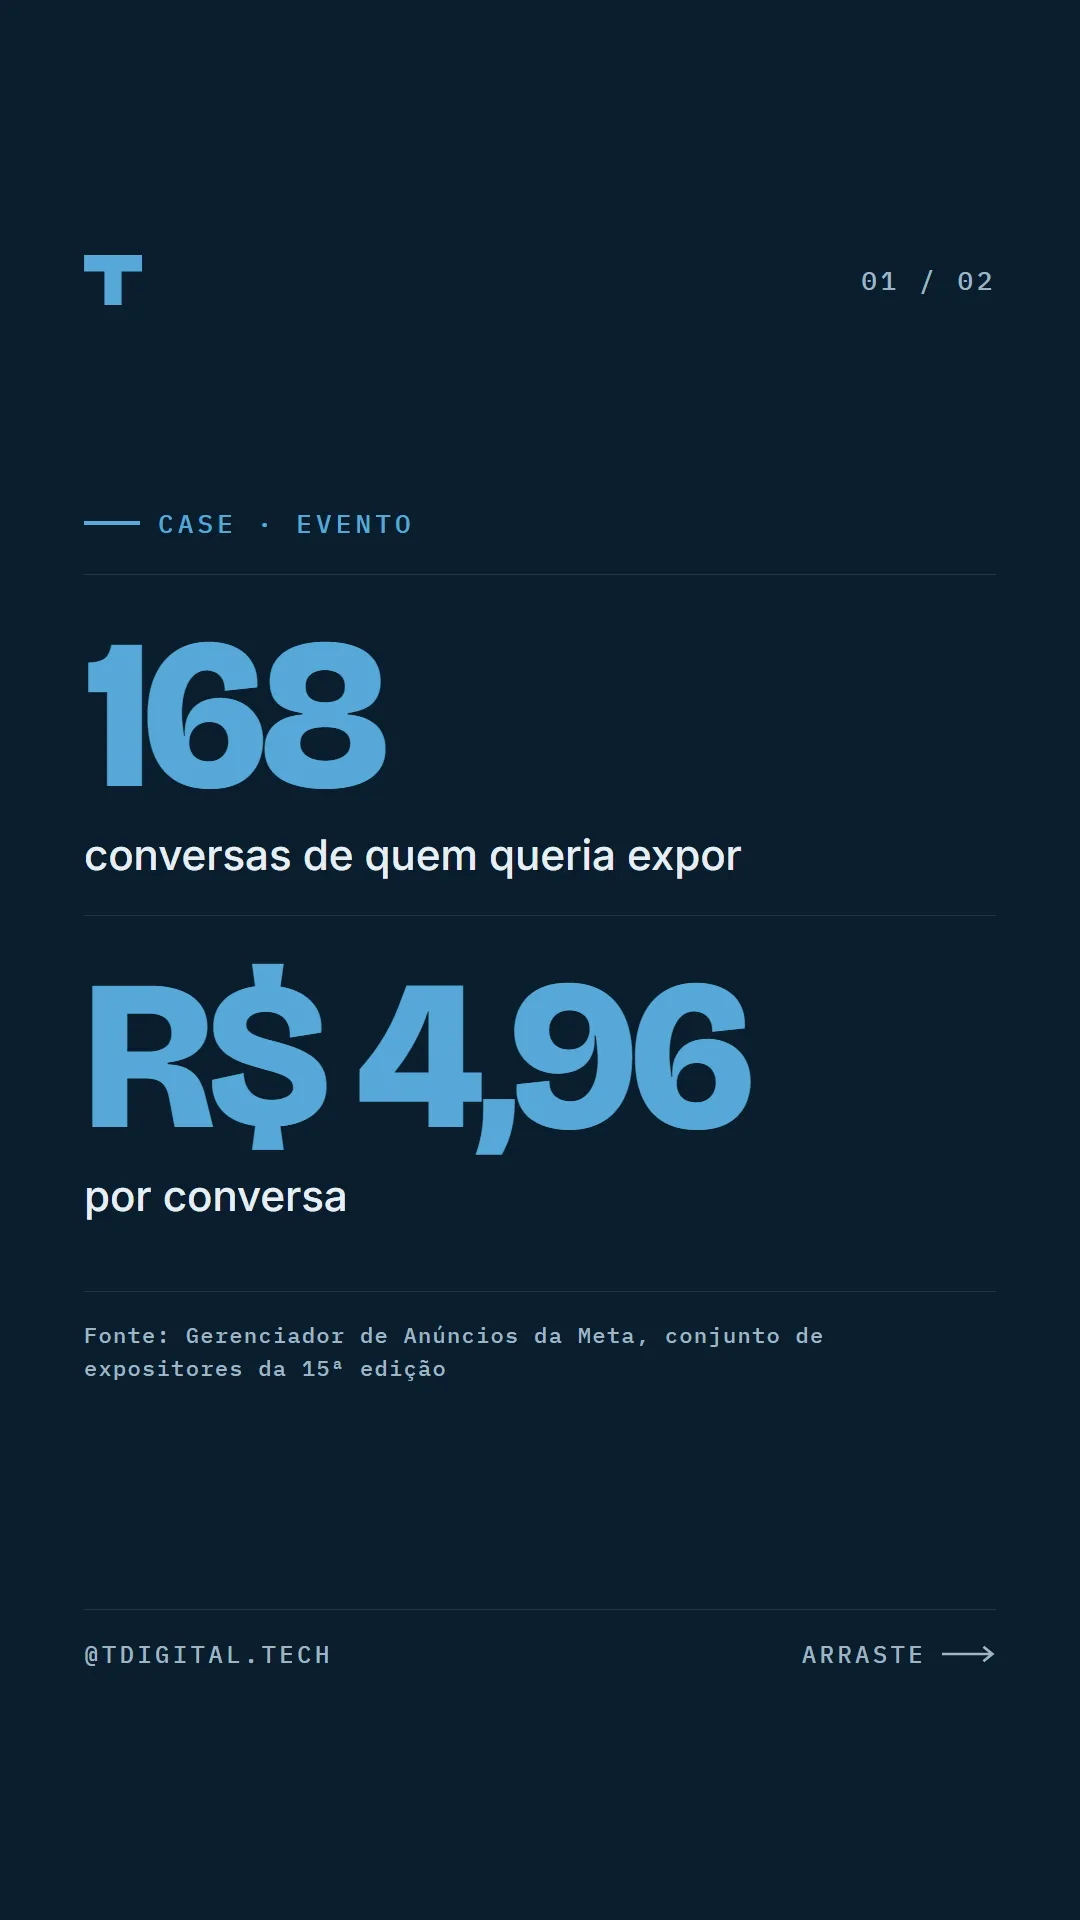 T
01 / 02
CASE · EVENTO
168
conversas de quem queria expor
R$ 4,96
por conversa
Fonte: Gerenciador de Anúncios da Meta, conjunto de
expositores da 15ª edição
@TDIGITAL.TECH
ARRASTE